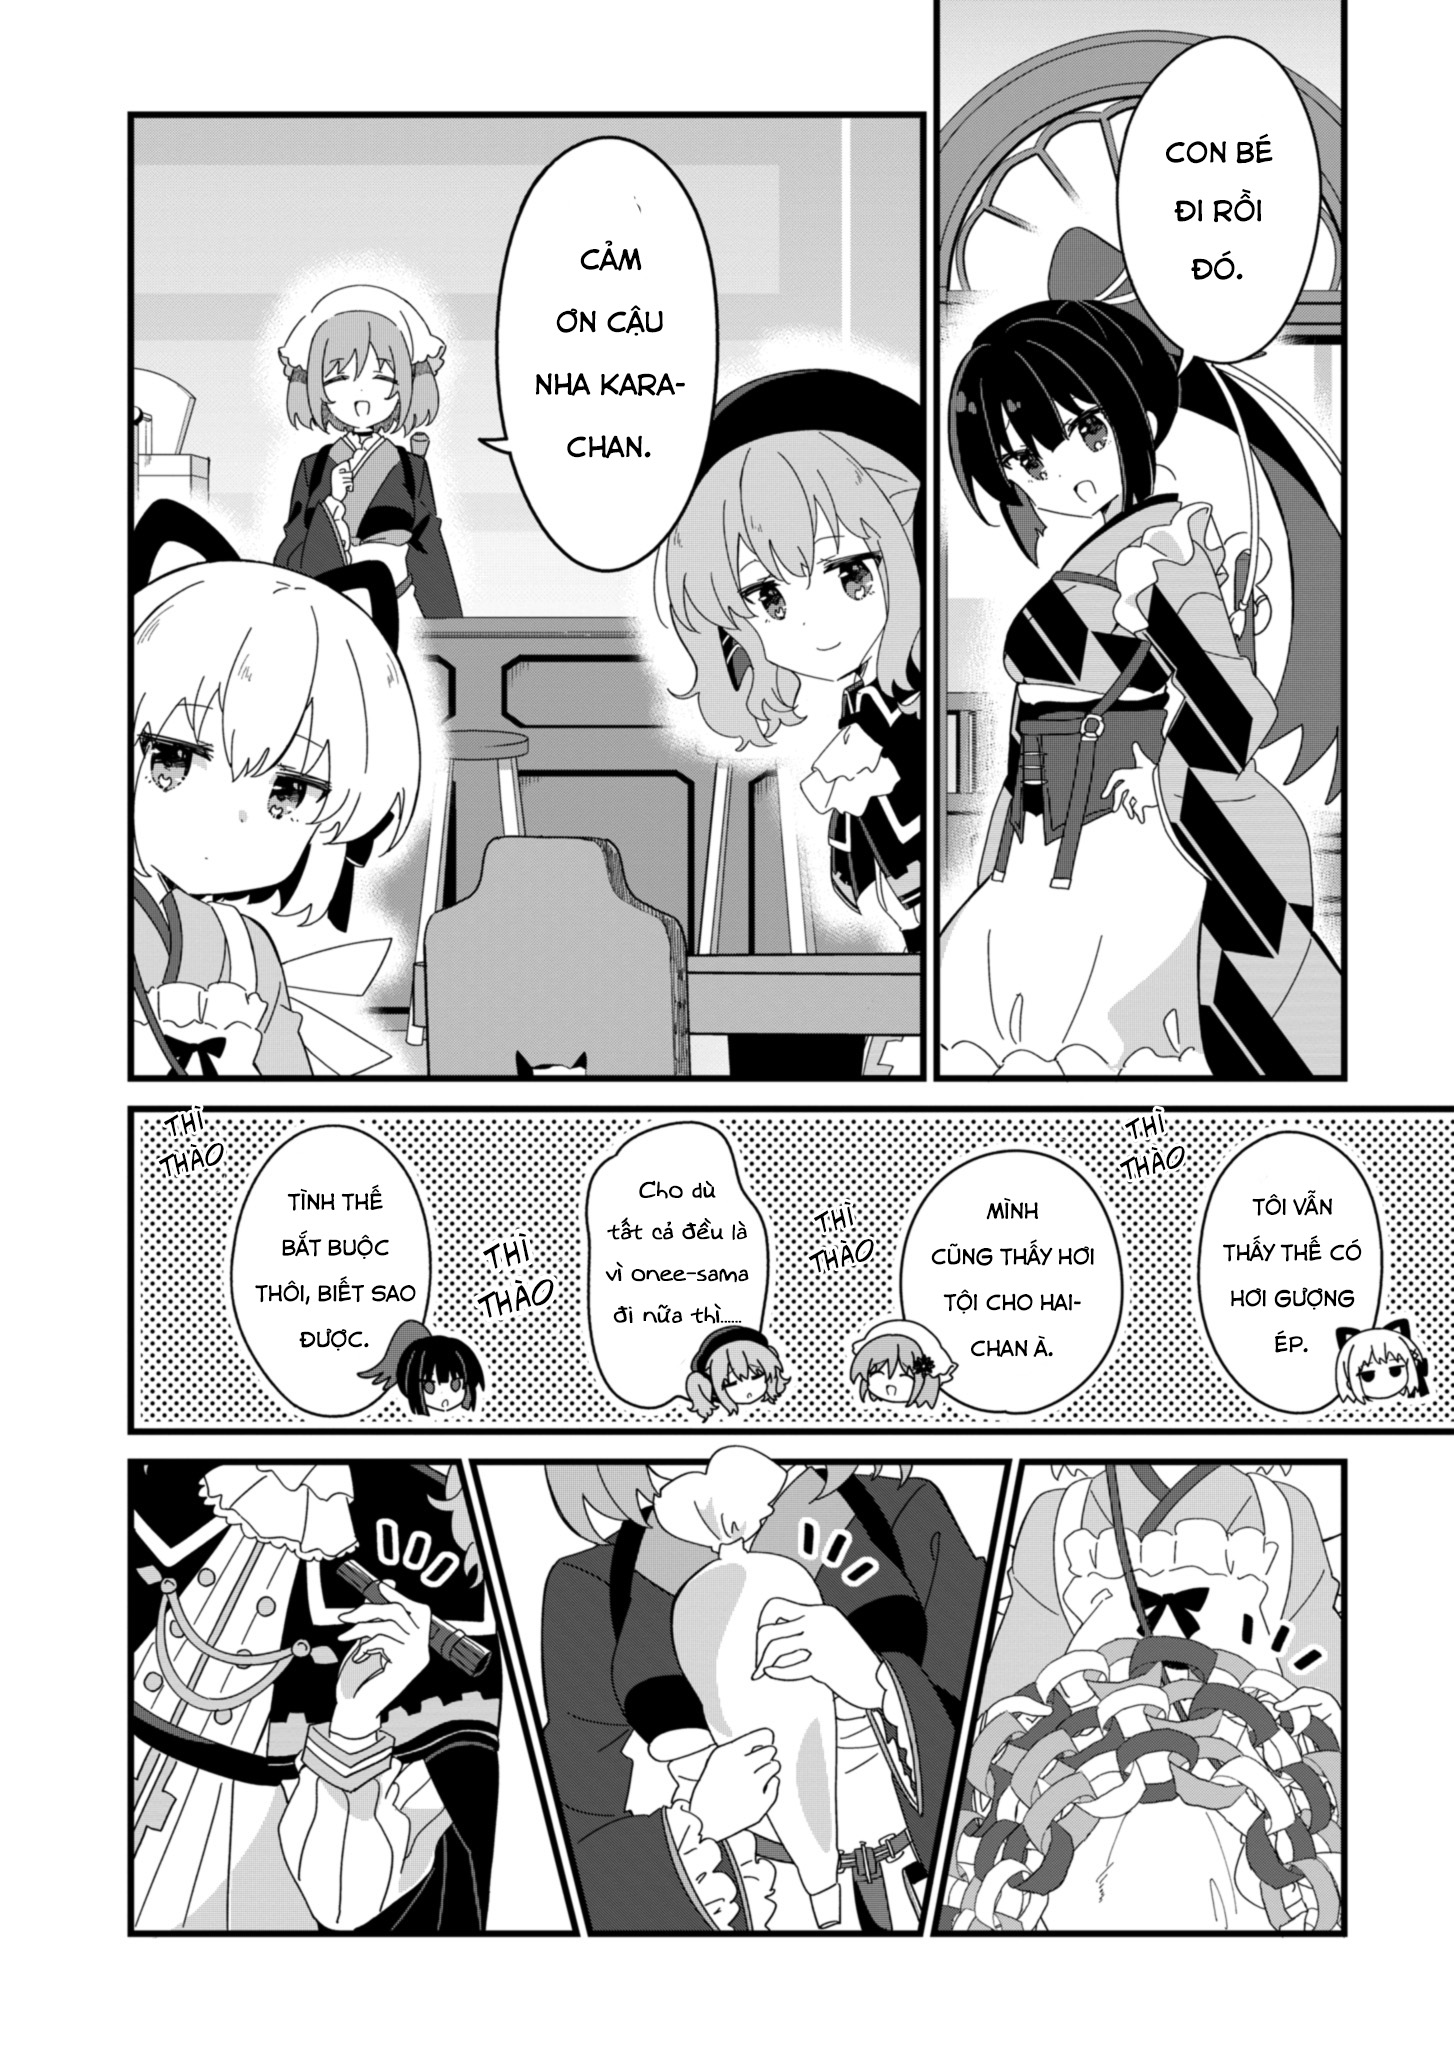 CON BÉ
ĐI RỒI
ĐÓ.
CẢM
ƠN CẬU
NHA KARA-
CHAN.
THÌ
THÀO
TÔI VẪN
THẤY THẾ CÓ
HƠI GƯỢNG
ÉP.
MÌNH
CŨNG THẤY HƠI
TỘI CHO HAI-
CHAN À.
THÌ
THÀO
Cho dù
tất cả đều là
vì onee-sama
đi nữa thì......
THÌ
THÀO
TÌNH THẾ
BẮT BUỘC
THÔI, BIẾT SAO
ĐƯỢC.
THÌ
THÀO